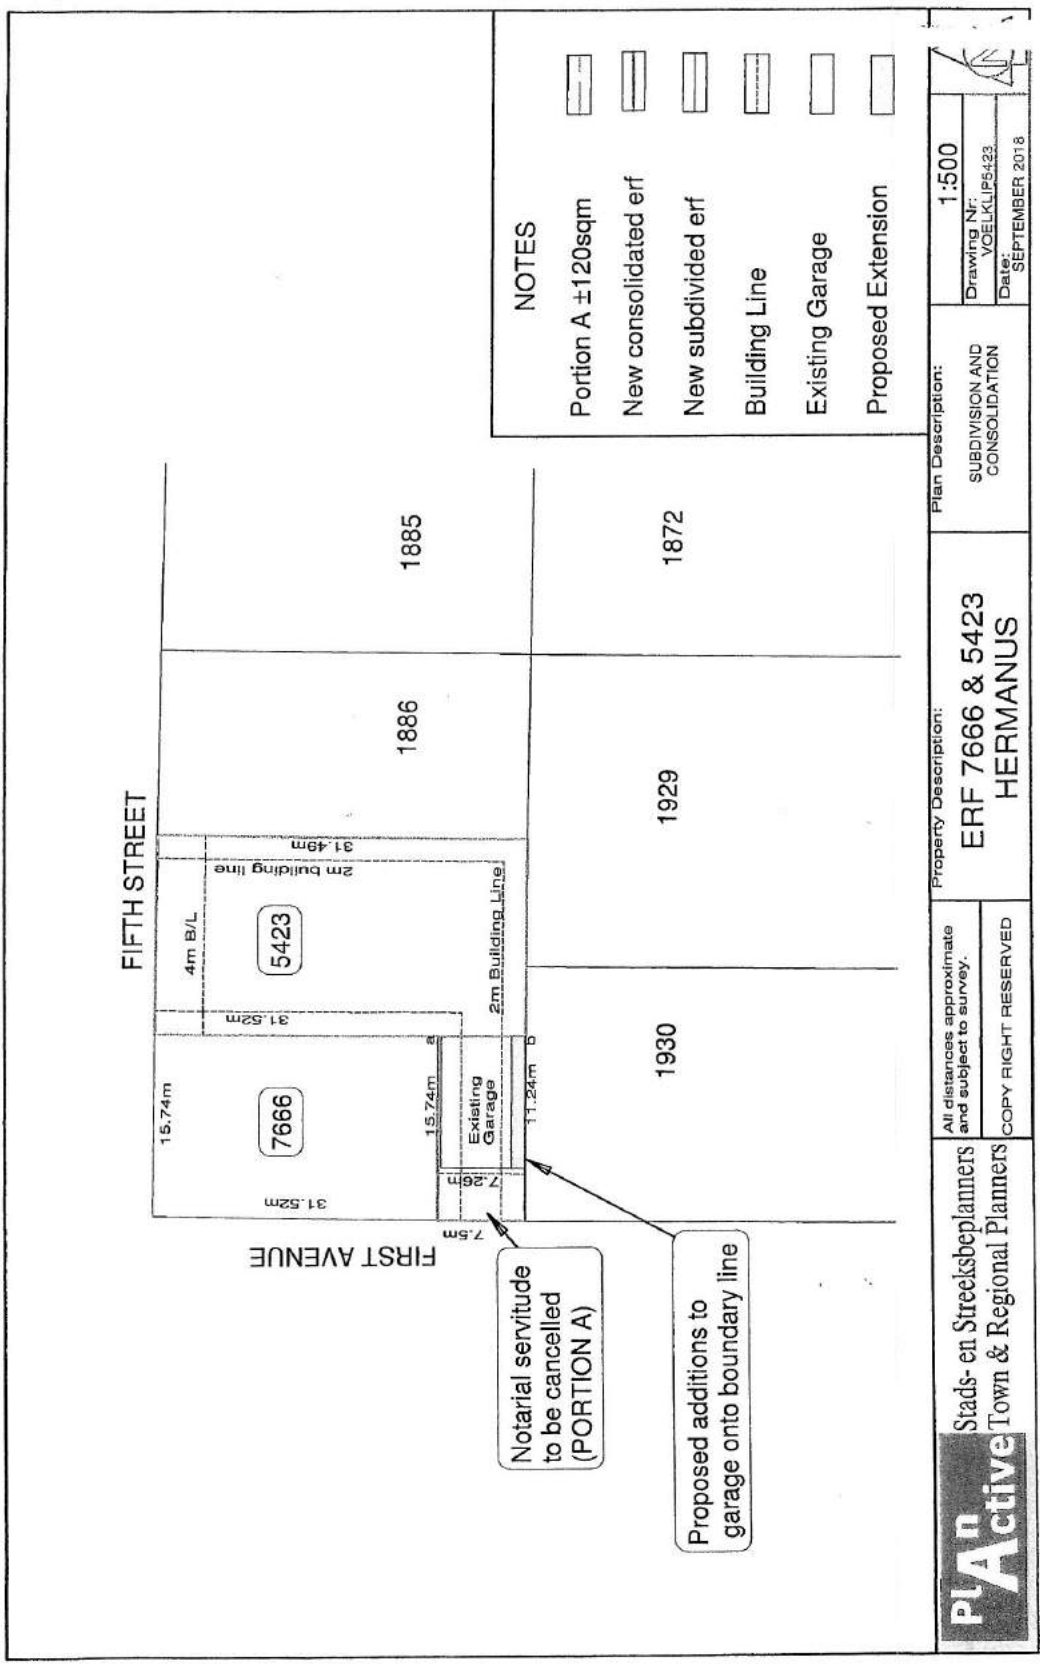 FIFTH STREET
FIRST AVENUE
15.74m
31.52m
7666
15.74m
a
31.52m
4m B/L
5423
2m building line
31.49m
2m Building Line
Existing
Garage
7.26m
7.5m
11.24m
b
1886
1885
1930
1929
1872
Notarial servitude
to be cancelled
(PORTION A)
Proposed additions to
garage onto boundary line
NOTES
Portion A ±120sqm
New consolidated erf
New subdivided erf
Building Line
Existing Garage
Proposed Extension
Plan
Active
Stads- en Streeksbeplanners
Town & Regional Planners
All distances approximate
and subject to survey.
COPY RIGHT RESERVED
Property Description:
ERF 7666 & 5423
HERMANUS
Plan Description:
SUBDIVISION AND
CONSOLIDATION
1:500
Drawing Nr:
VOELKLIP5423
Date:
SEPTEMBER 2018
N